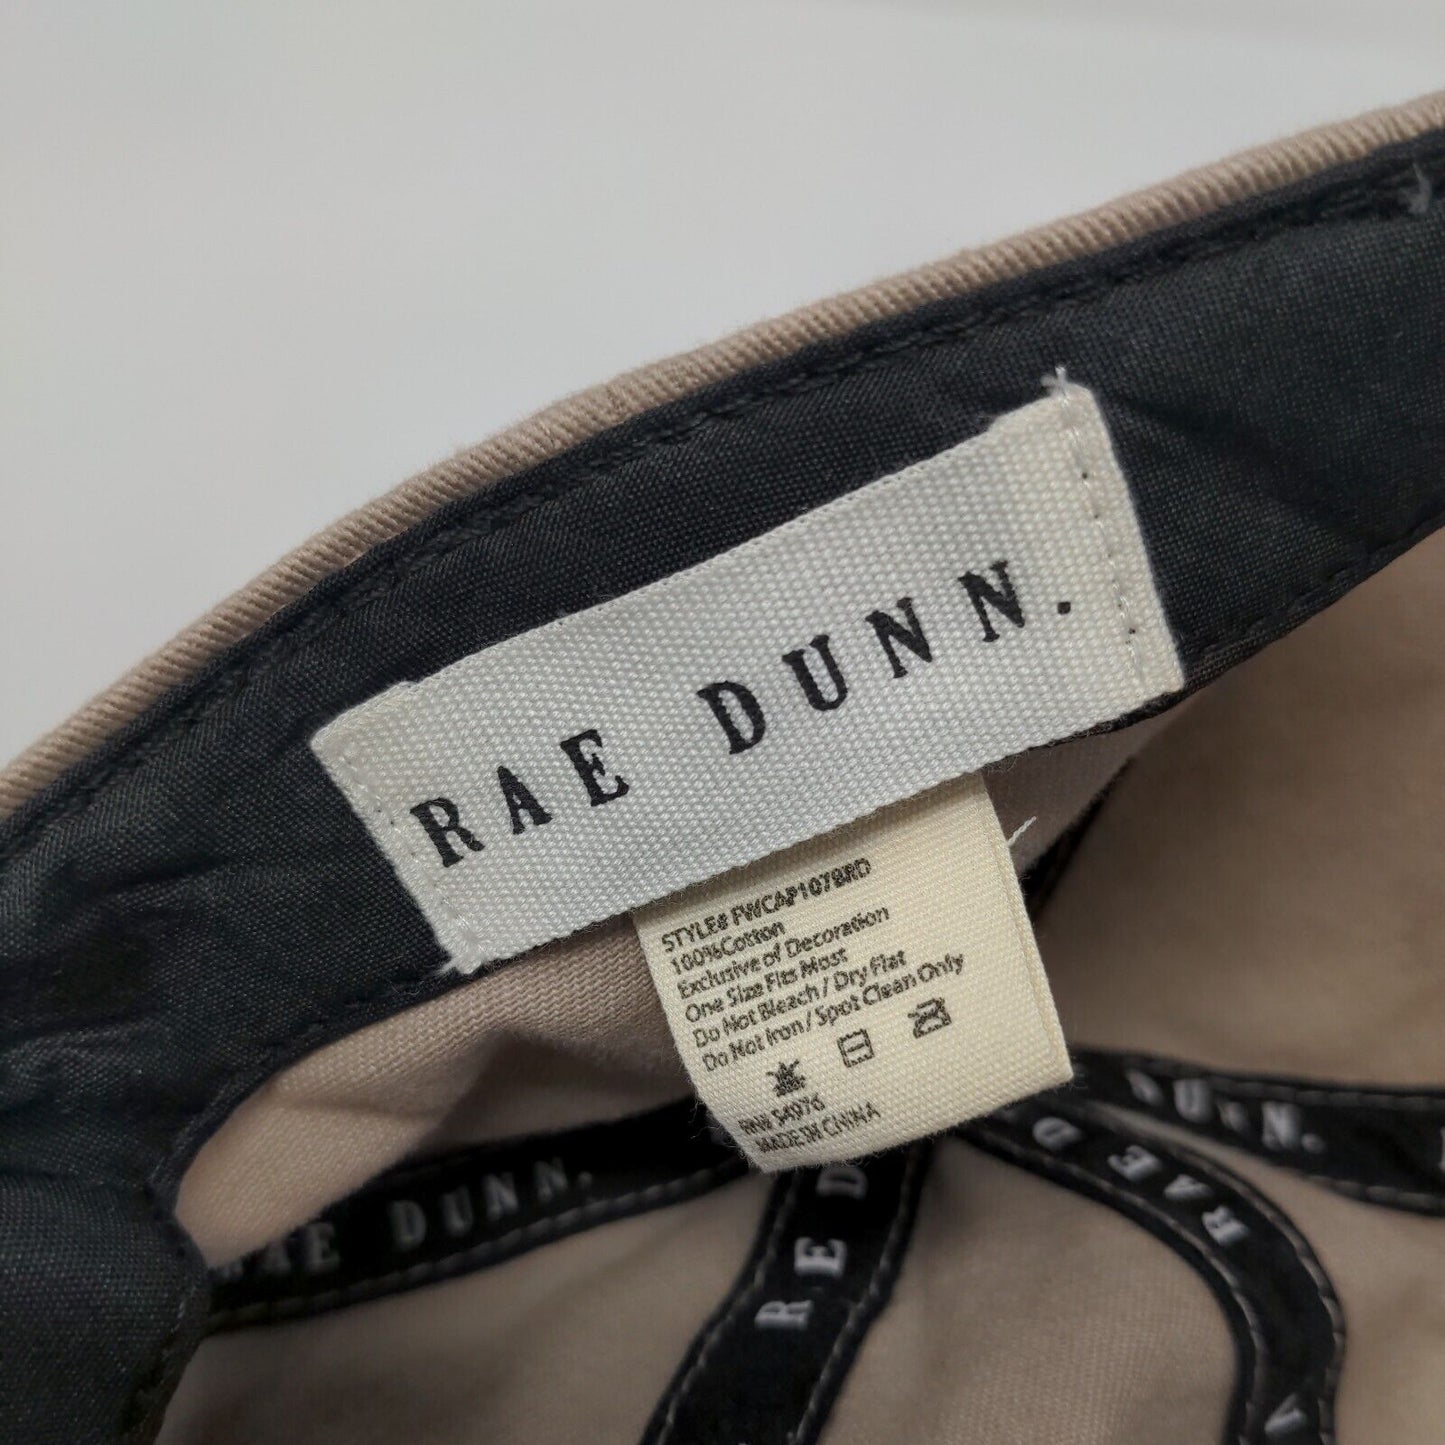 RAE DUNN.
STYLE# FWCAP1078RD
100%Cotton
Exclusive of Decoration
One Size Fits Most
Do Not Bleach / Dry Flat
Do Not Iron / Spot Clean Only
RN# 54976
MADE IN CHINA
RAE DUNN.
RAE D
RAE D
DUNN.